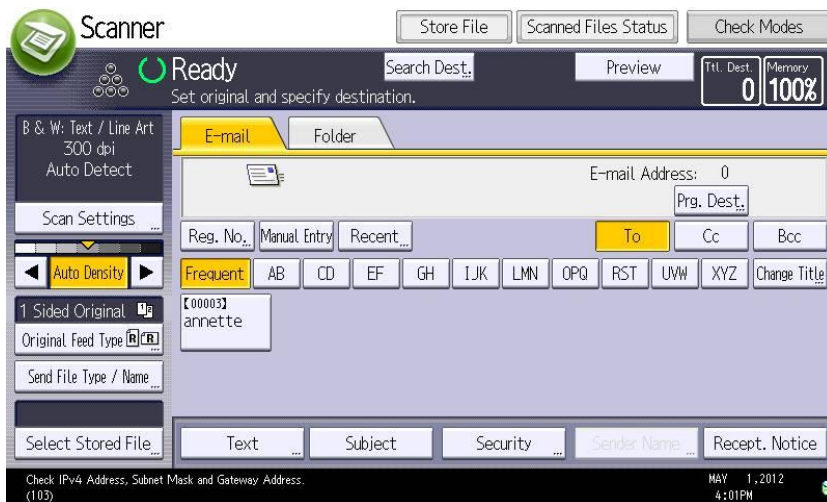 Scanner
Store File
Scanned Files Status
Check Modes
Ready
Search Dest.
Preview
Ttl. Dest.
0
Memory
100%
Set original and specify destination.
B & W: Text / Line Art
300 dpi
Auto Detect
Scan Settings
Auto Density
1 Sided Original
Original Feed Type
Send File Type / Name
Select Stored File
E-mail
Folder
E-mail Address: 0
Prg. Dest.
Reg. No.
Manual Entry
Recent
To
Cc
Bcc
Frequent
AB
CD
EF
GH
IJK
LMN
OPQ
RST
UVW
XYZ
Change Title
【00003】
annette
Text
Subject
Security
Sender Name
Recept. Notice
Check IPv4 Address, Subnet Mask and Gateway Address.
(103)
MAY 1,2012
4:01PM